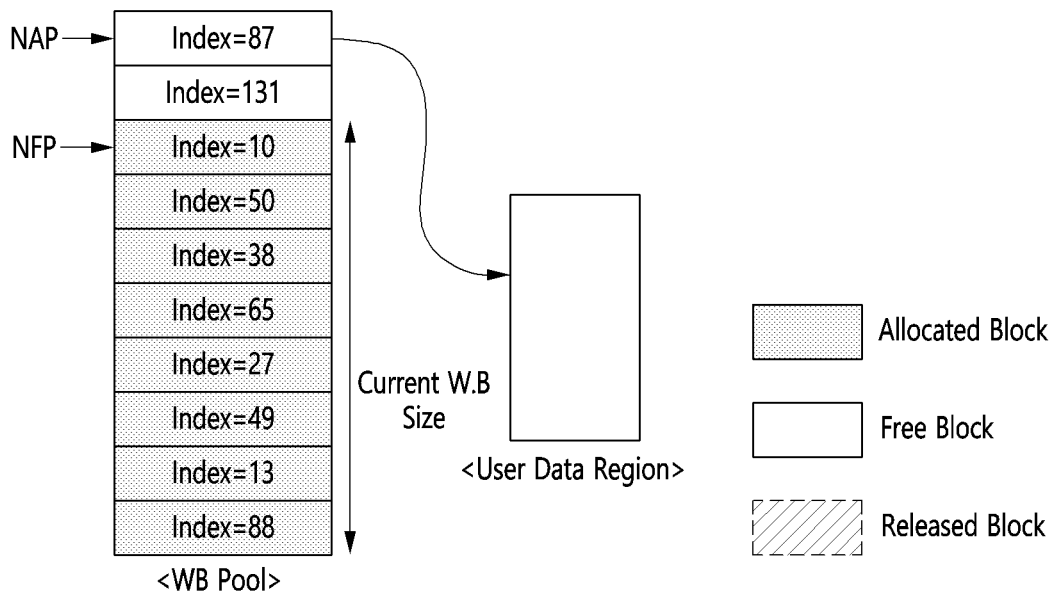 NAP
Index=87
Index=131
NFP
Index=10
Index=50
Index=38
Index=65
Index=27
Index=49
Index=13
Index=88
<WB Pool>
Current W.B
Size
<User Data Region>
Allocated Block
Free Block
Released Block